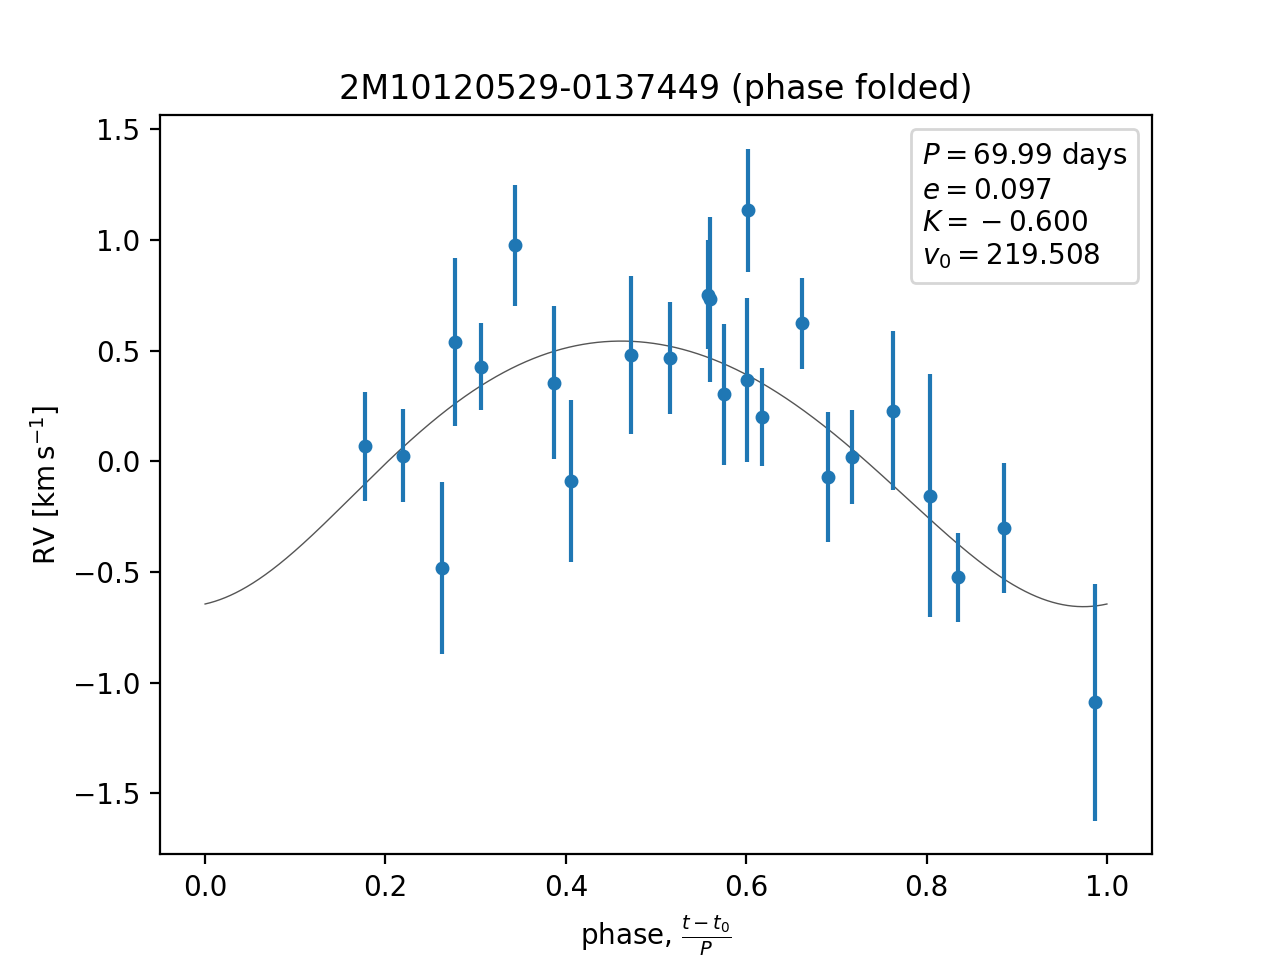 2M10120529-0137449 (phase folded)
P = 69.99 days
e = 0.097
K = −0.600
v₀ = 219.508
1.5
1.0
0.5
0.0
−0.5
−1.0
−1.5
RV [km s⁻¹]
0.0 0.2 0.4 0.6 0.8 1.0
phase, (t − t₀)/P